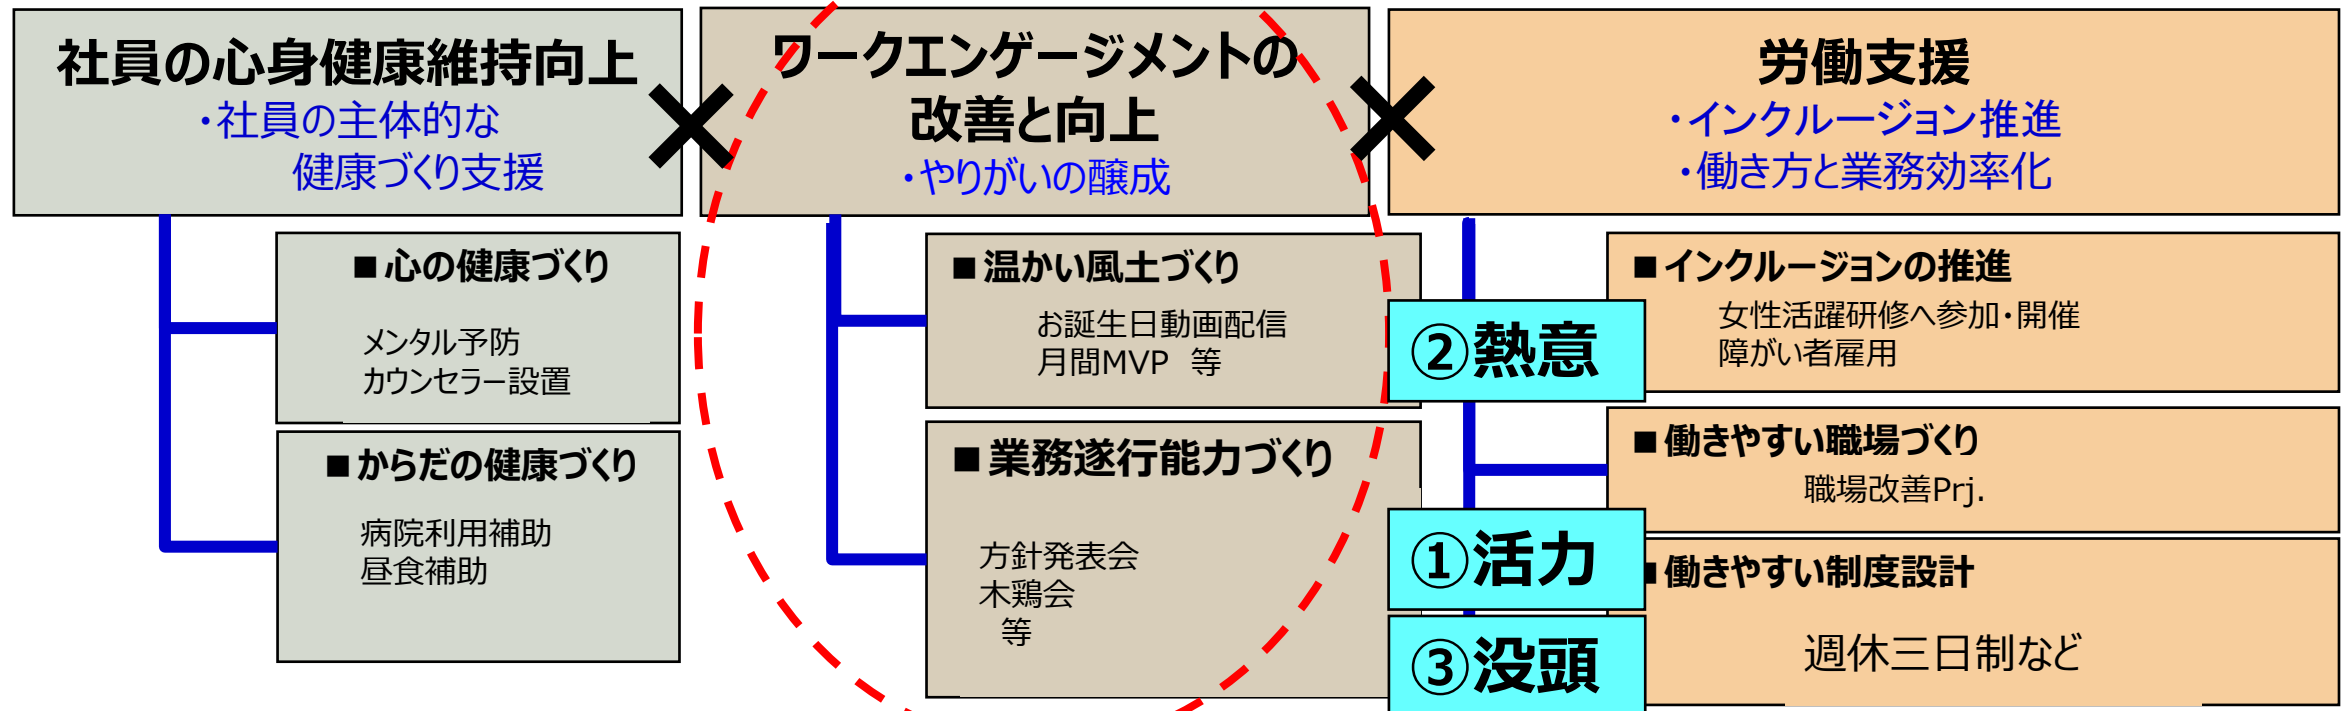 社員の心身健康維持向上
・社員の主体的な
健康づくり支援
■心の健康づくり
メンタル予防
カウンセラー設置
■からだの健康づくり
病院利用補助
昼食補助
ワークエンゲージメントの
改善と向上
・やりがいの醸成
■温かい風土づくり
お誕生日動画配信
月間MVP 等
■業務遂行能力づくり
方針発表会
木鶏会
等
②熱意
①活力
③没頭
労働支援
・インクルージョン推進
・働き方と業務効率化
■インクルージョンの推進
女性活躍研修へ参加・開催
障がい者雇用
■働きやすい職場づくり
職場改善Prj.
■働きやすい制度設計
週休三日制など